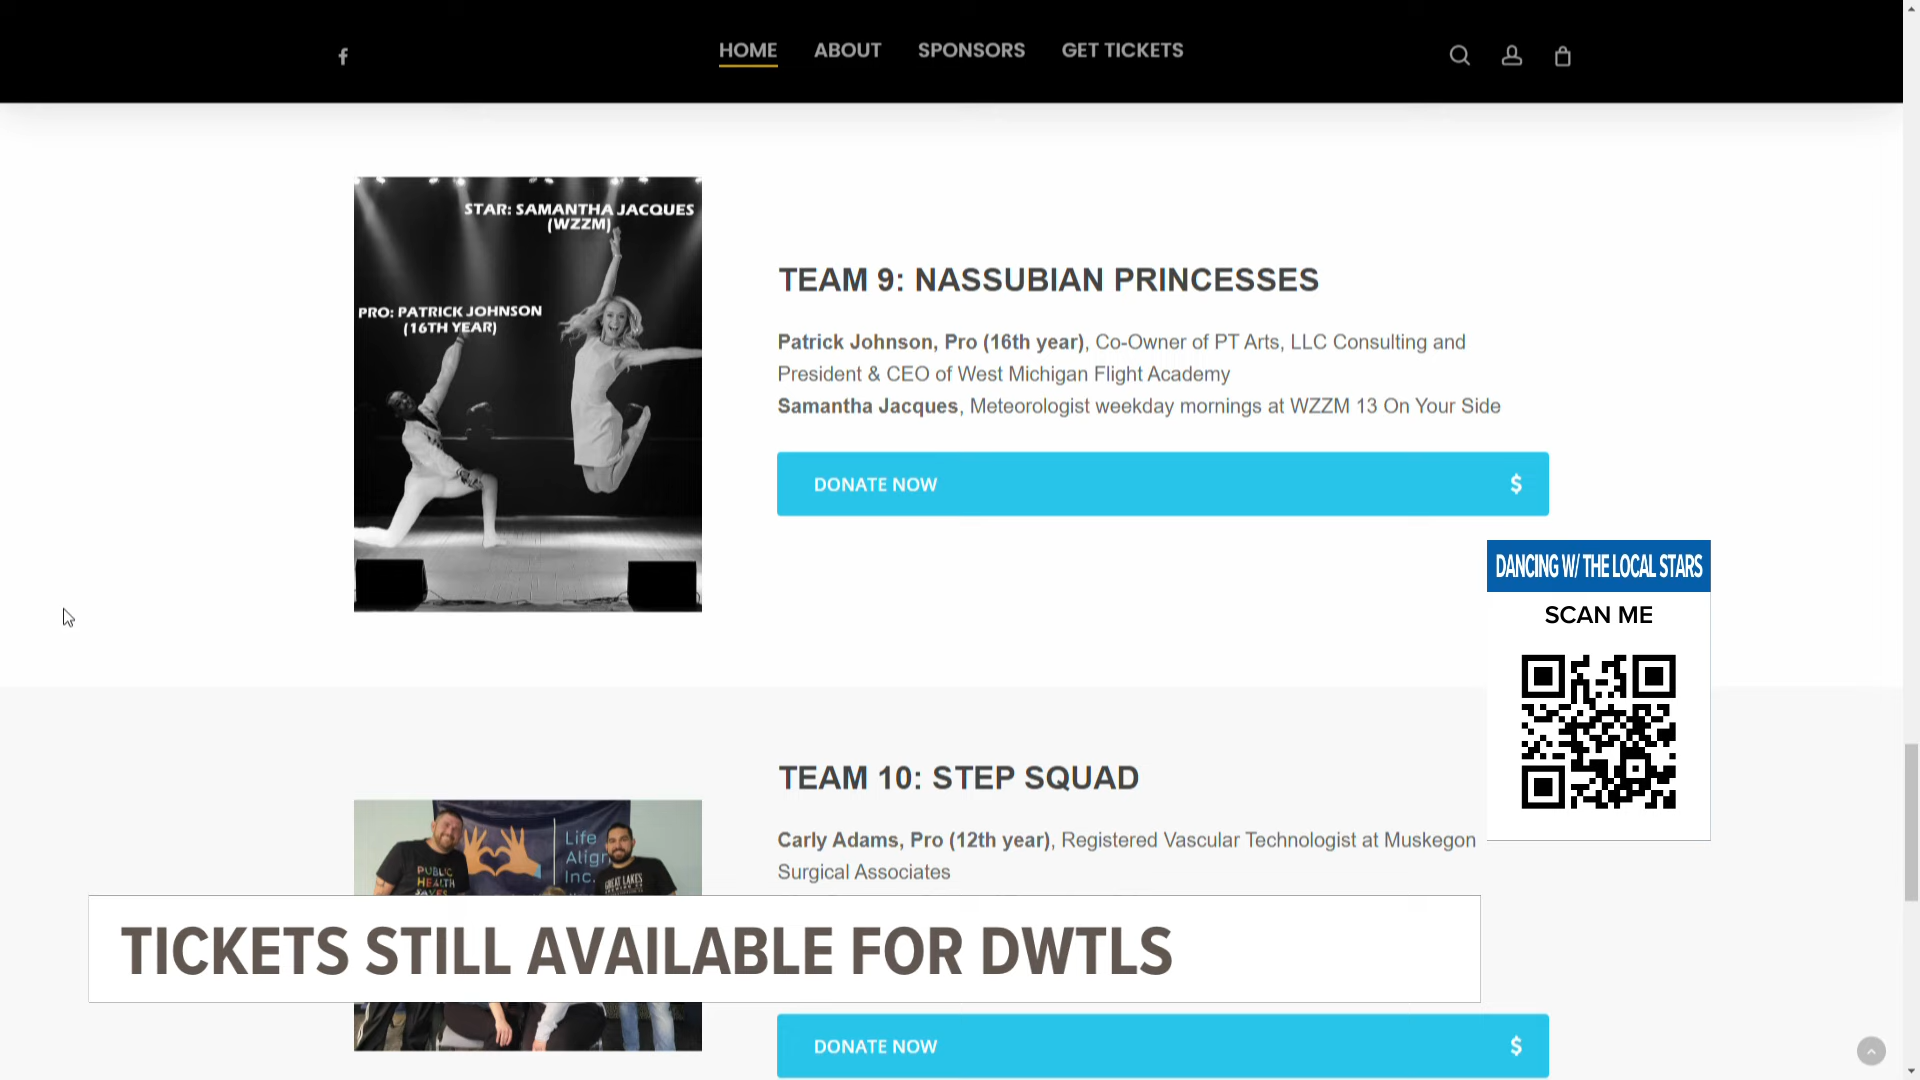 HOME ABOUT SPONSORS GET TICKETS
STAR: SAMANTHA JACQUES
(WZZM)
PRO: PATRICK JOHNSON
(16TH YEAR)
TEAM 9: NASSUBIAN PRINCESSES
Patrick Johnson, Pro (16th year), Co-Owner of PT Arts, LLC Consulting and
President & CEO of West Michigan Flight Academy
Samantha Jacques, Meteorologist weekday mornings at WZZM 13 On Your Side
DONATE NOW $
DANCING W/ THE LOCAL STARS
SCAN ME
TEAM 10: STEP SQUAD
Carly Adams, Pro (12th year), Registered Vascular Technologist at Muskegon
Surgical Associates
Life
Align
Inc.
PUBLIC
HEALTH
SAVES
GREAT LAKES
TICKETS STILL AVAILABLE FOR DWTLS
DONATE NOW $